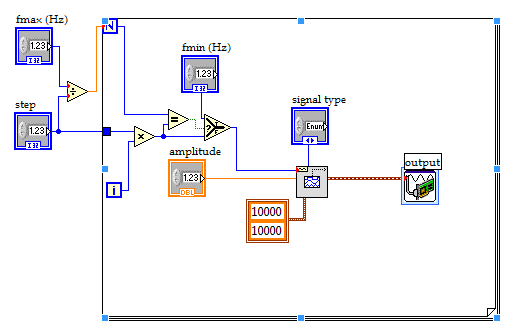 fmax (Hz)
1.23
I32
N
fmin (Hz)
1.23
I32
step
1.23
I32
signal type
Enum
amplitude
1.23
DBL
i
output
10000
10000